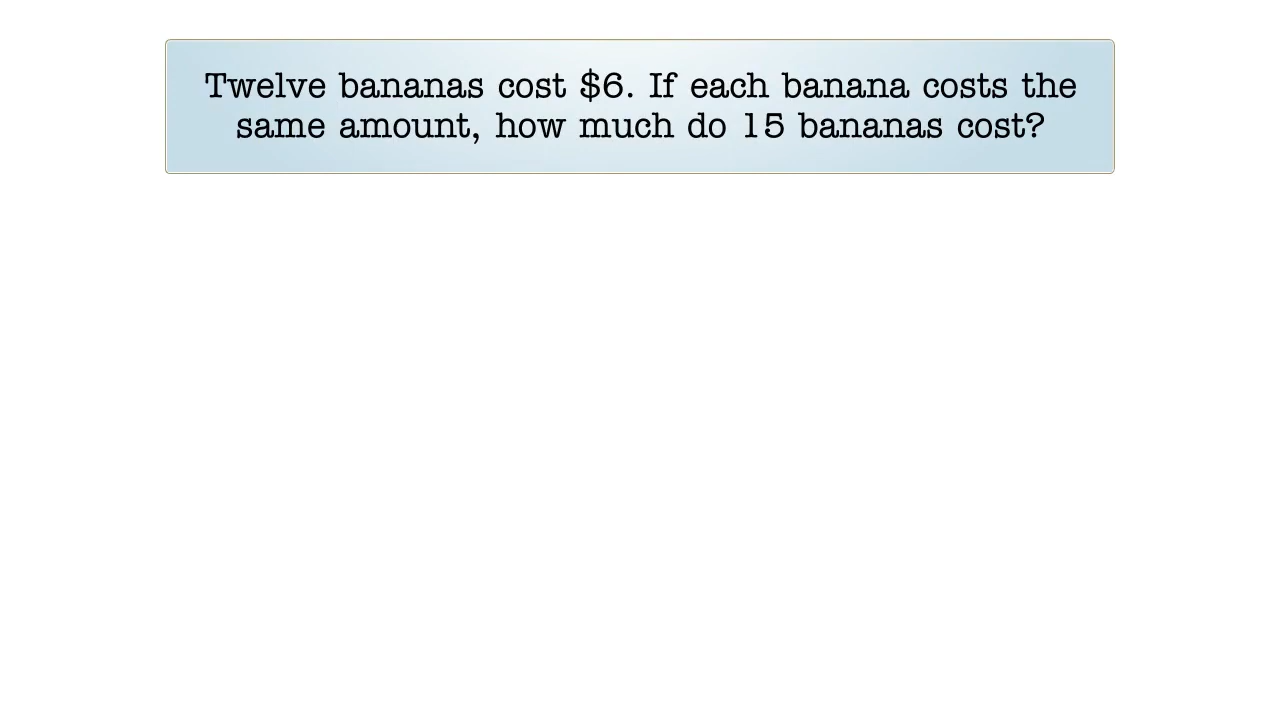 Twelve bananas cost $6. If each banana costs the
same amount, how much do 15 bananas cost?